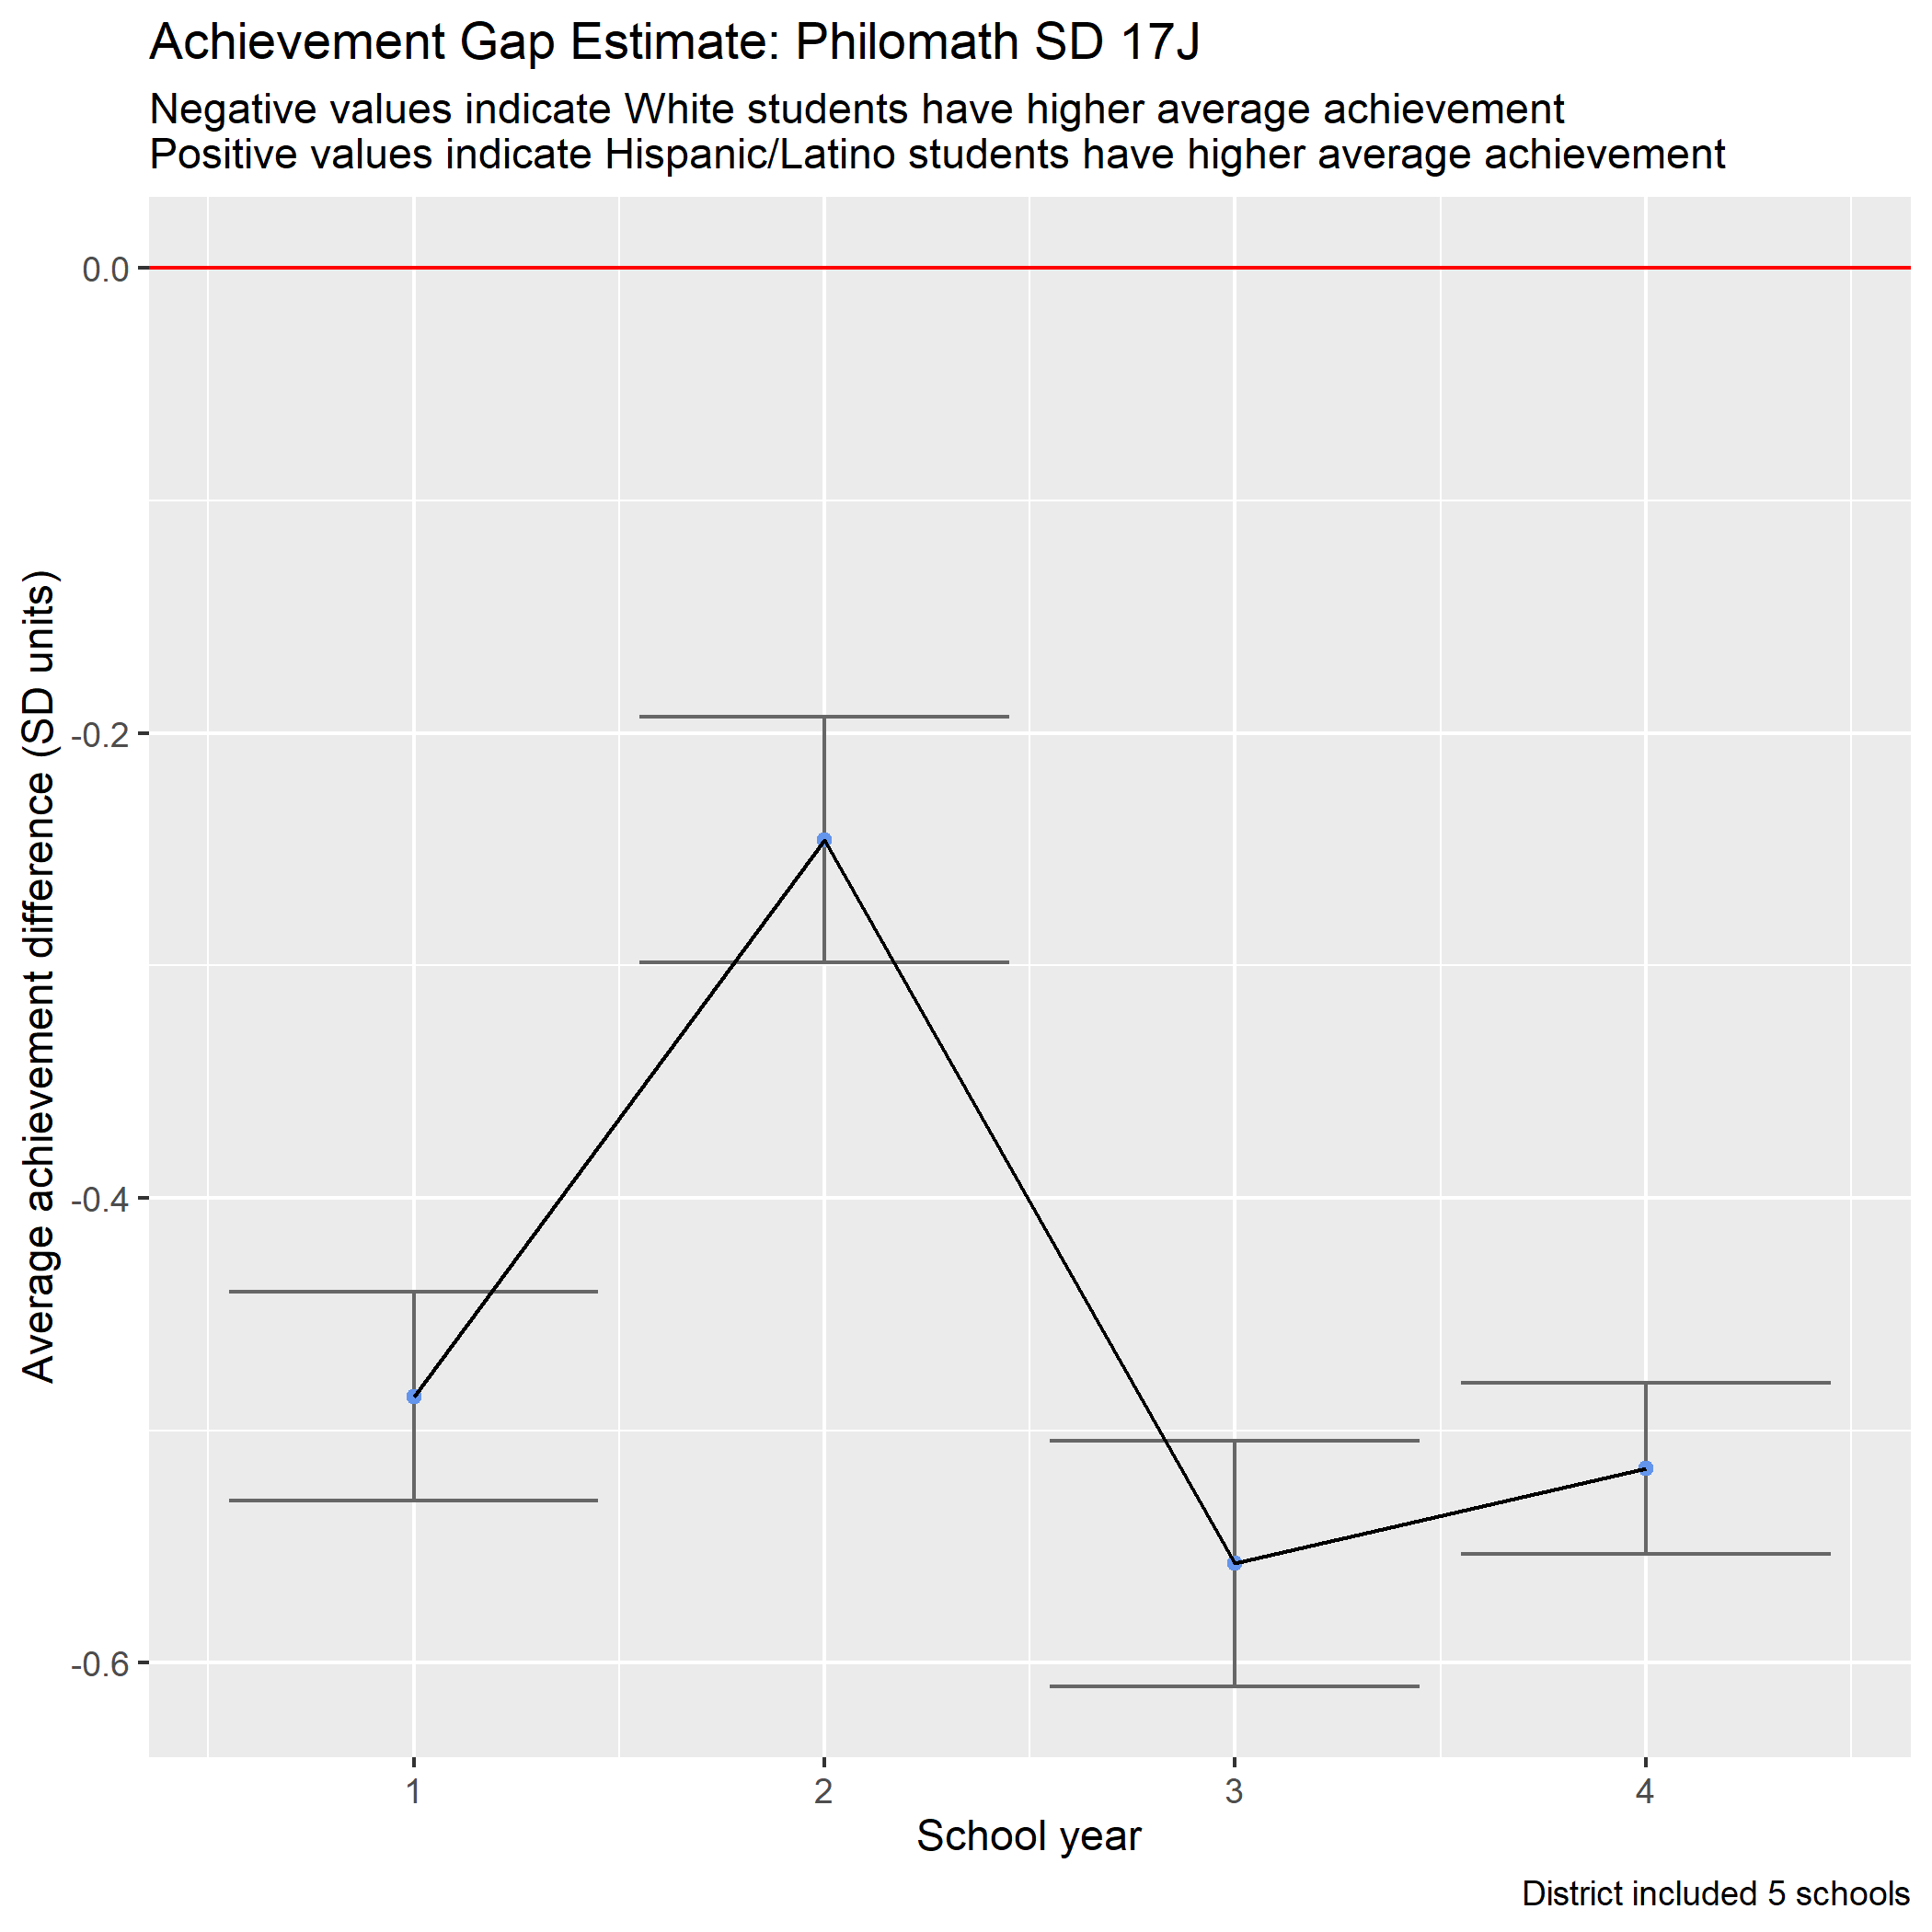 Achievement Gap Estimate: Philomath SD 17J
Negative values indicate White students have higher average achievement
Positive values indicate Hispanic/Latino students have higher average achievement
Average achievement difference (SD units)
0.0
-0.2
-0.4
-0.6
1 2 3 4
School year
District included 5 schools